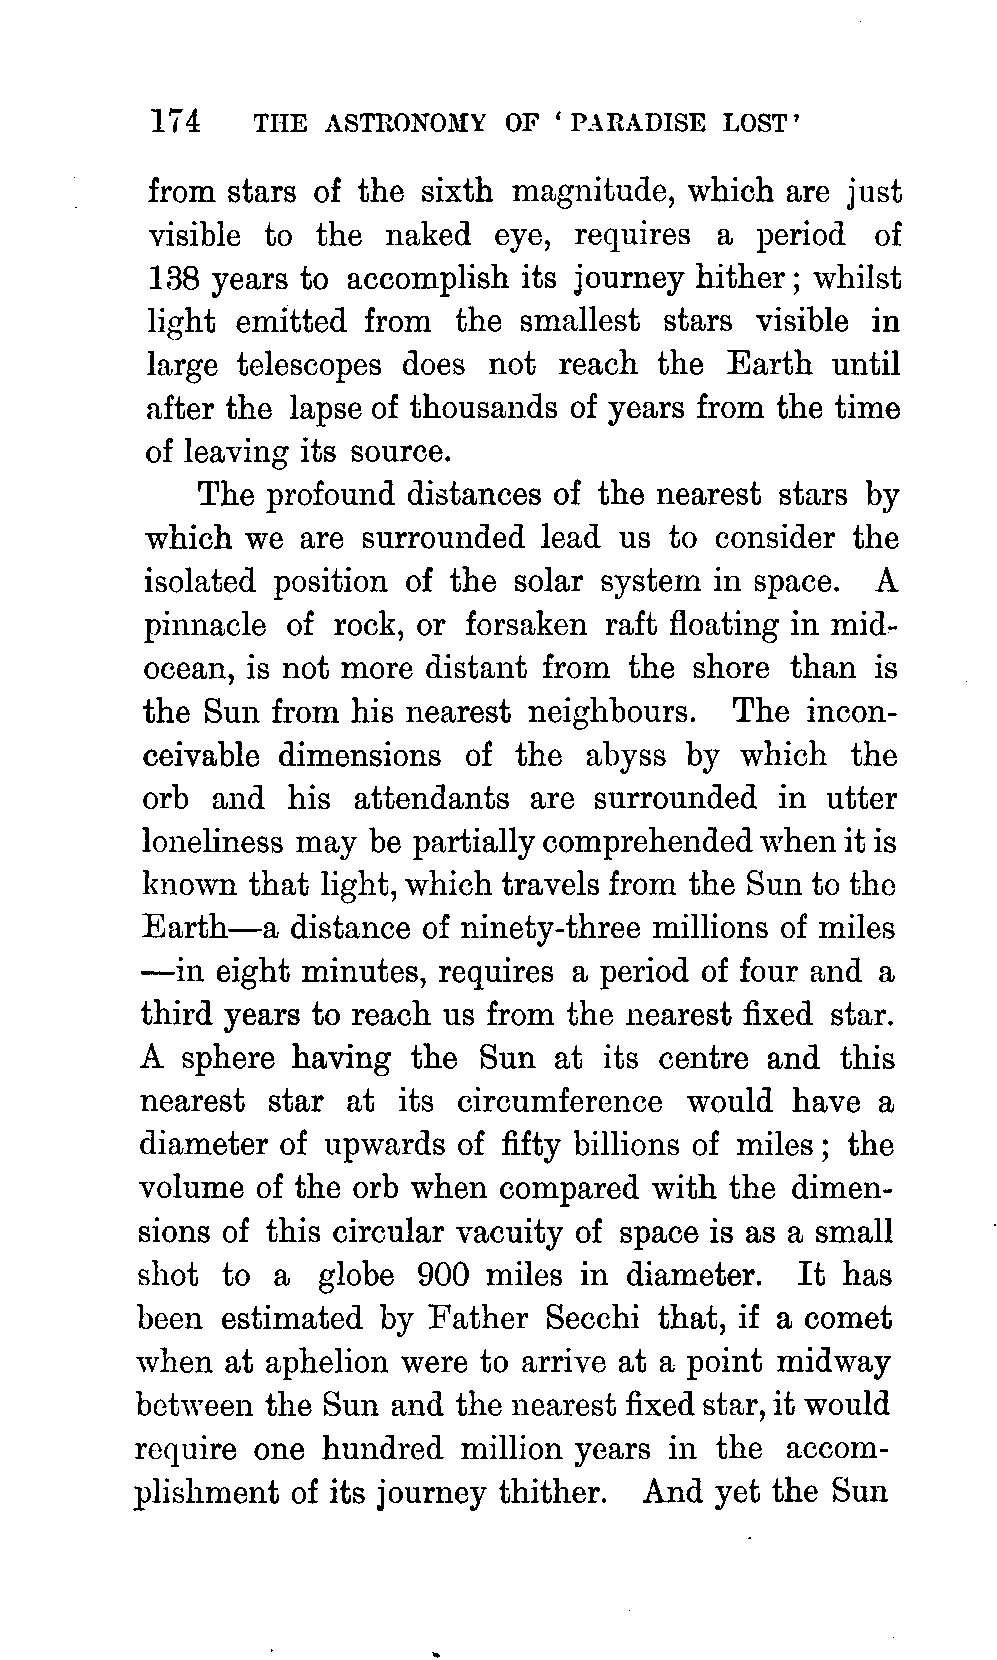 174 THE ASTRONOMY OF ‘PARADISE LOST’
from stars of the sixth magnitude, which are just
visible to the naked eye, requires a period of
138 years to accomplish its journey hither; whilst
light emitted from the smallest stars visible in
large telescopes does not reach the Earth until
after the lapse of thousands of years from the time
of leaving its source.
The profound distances of the nearest stars by
which we are surrounded lead us to consider the
isolated position of the solar system in space. A
pinnacle of rock, or forsaken raft floating in mid-
ocean, is not more distant from the shore than is
the Sun from his nearest neighbours. The incon-
ceivable dimensions of the abyss by which the
orb and his attendants are surrounded in utter
loneliness may be partially comprehended when it is
known that light, which travels from the Sun to the
Earth—a distance of ninety-three millions of miles
—in eight minutes, requires a period of four and a
third years to reach us from the nearest fixed star.
A sphere having the Sun at its centre and this
nearest star at its circumference would have a
diameter of upwards of fifty billions of miles; the
volume of the orb when compared with the dimen-
sions of this circular vacuity of space is as a small
shot to a globe 900 miles in diameter. It has
been estimated by Father Secchi that, if a comet
when at aphelion were to arrive at a point midway
between the Sun and the nearest fixed star, it would
require one hundred million years in the accom-
plishment of its journey thither. And yet the Sun